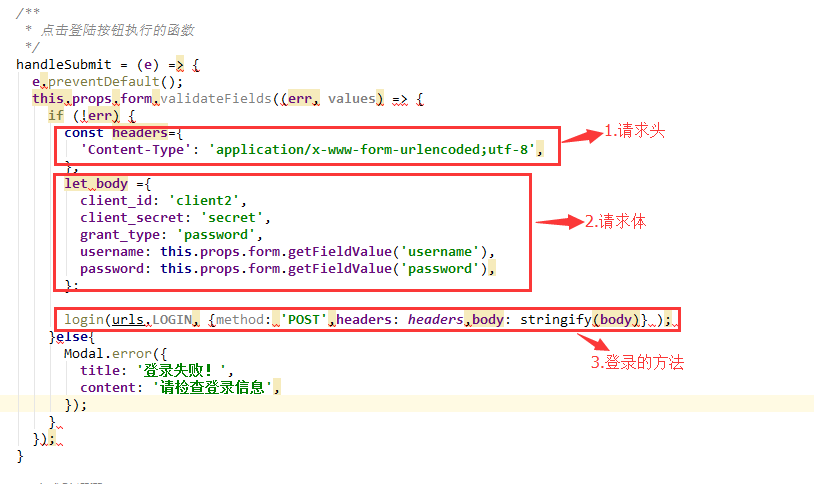 /**
 * 点击登陆按钮执行的函数
 */
handleSubmit = (e) => {
  e.preventDefault();
  this.props.form.validateFields((err, values) => {
    if (!err) {
      const headers={
        'Content-Type': 'application/x-www-form-urlencoded;utf-8',
      };
1.请求头
      let body ={
        client_id: 'client2',
        client_secret: 'secret',
        grant_type: 'password',
        username: this.props.form.getFieldValue('username'),
        password: this.props.form.getFieldValue('password'),
      };
2.请求体
      login(urls.LOGIN, {method: 'POST',headers: headers,body: stringify(body)} );
3.登录的方法
    }else{
      Modal.error({
        title: '登录失败！',
        content: '请检查登录信息',
      });
    }
  });
}